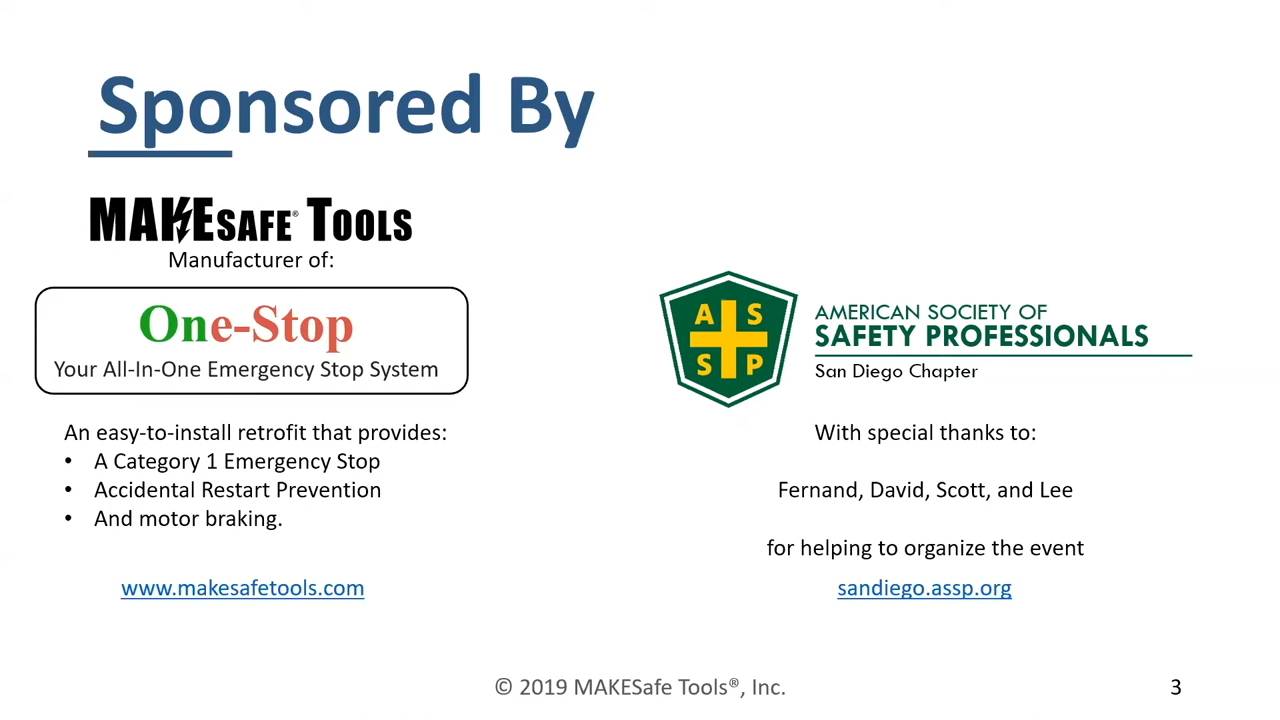 Sponsored By
MAKESAFE® TOOLS
Manufacturer of:
One-Stop
Your All-In-One Emergency Stop System
An easy-to-install retrofit that provides:
• A Category 1 Emergency Stop
• Accidental Restart Prevention
• And motor braking.
www.makesafetools.com
A S
S P
AMERICAN SOCIETY OF
SAFETY PROFESSIONALS
San Diego Chapter
With special thanks to:
Fernand, David, Scott, and Lee
for helping to organize the event
sandiego.assp.org
© 2019 MAKESafe Tools®, Inc.
3